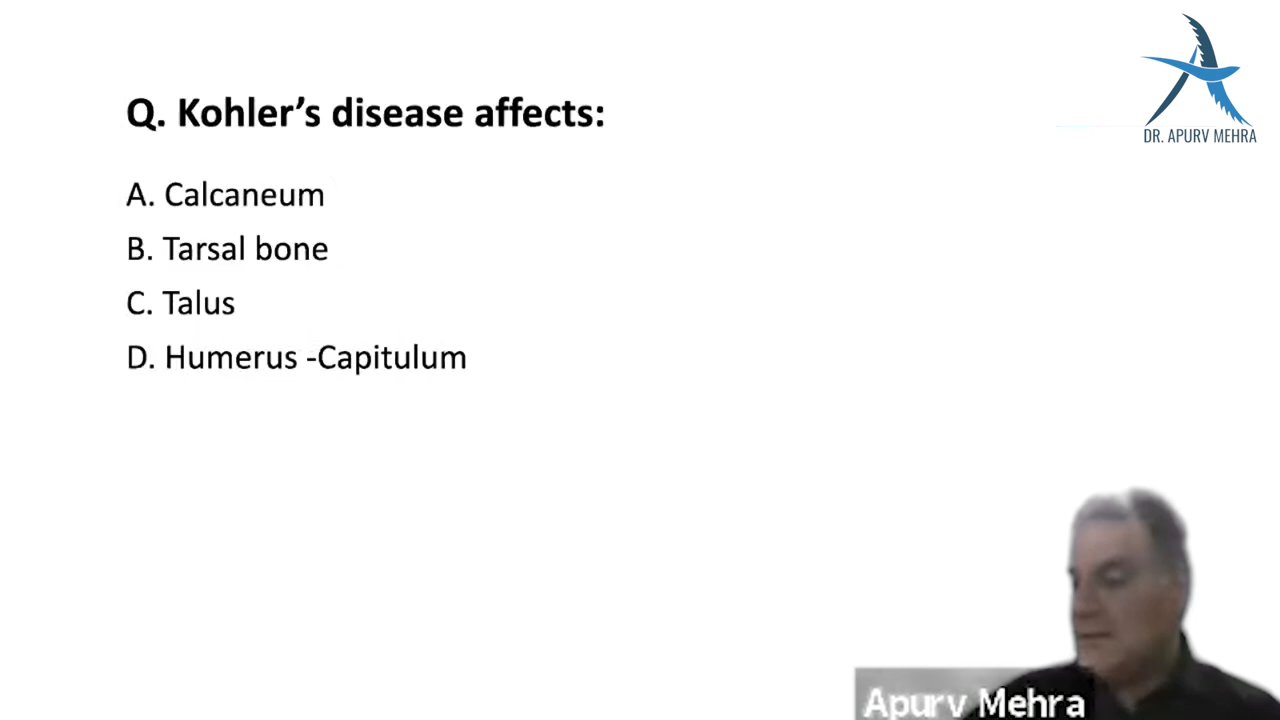 Q. Kohler’s disease affects:
A. Calcaneum
B. Tarsal bone
C. Talus
D. Humerus -Capitulum
DR. APURV MEHRA
Apurv Mehra